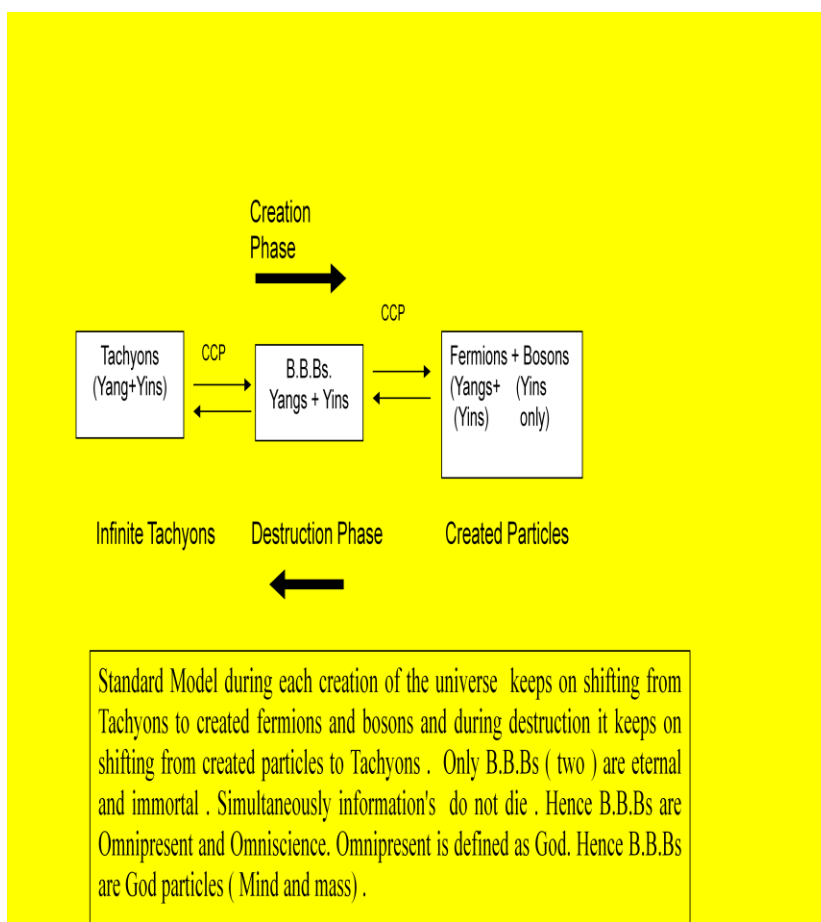 Creation
Phase
CCP
Tachyons
(Yang+Yins)
CCP
B.B.Bs.
Yangs + Yins
Fermions + Bosons
(Yangs+ (Yins
(Yins) only)
Infinite Tachyons
Destruction Phase
Created Particles
Standard Model during each creation of the universe keeps on shifting from
Tachyons to created fermions and bosons and during destruction it keeps on
shifting from created particles to Tachyons . Only B.B.Bs ( two ) are eternal
and immortal . Simultaneously information's do not die . Hence B.B.Bs are
Omnipresent and Omniscience. Omnipresent is defined as God. Hence B.B.Bs
are God particles ( Mind and mass) .